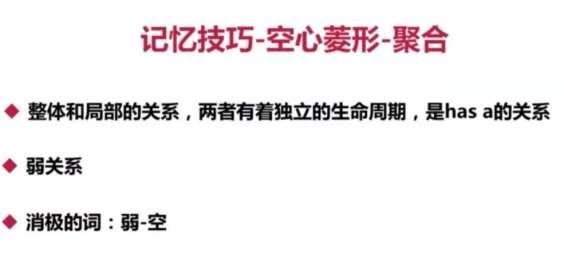 记忆技巧-空心菱形-聚合
整体和局部的关系，两者有着独立的生命周期，是has a的关系
弱关系
消极的词：弱-空